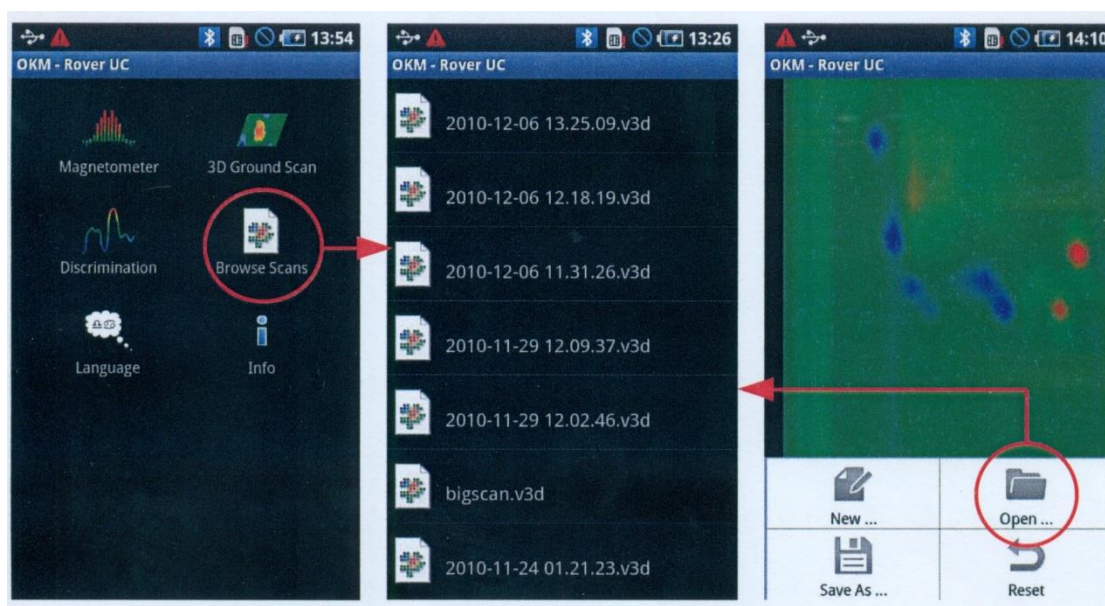 13:54
OKM - Rover UC
Magnetometer
3D Ground Scan
Discrimination
Browse Scans
Language
Info
13:26
OKM - Rover UC
2010-12-06 13.25.09.v3d
2010-12-06 12.18.19.v3d
2010-12-06 11.31.26.v3d
2010-11-29 12.09.37.v3d
2010-11-29 12.02.46.v3d
bigscan.v3d
2010-11-24 01.21.23.v3d
14:10
OKM - Rover UC
New ...
Open ...
Save As ...
Reset